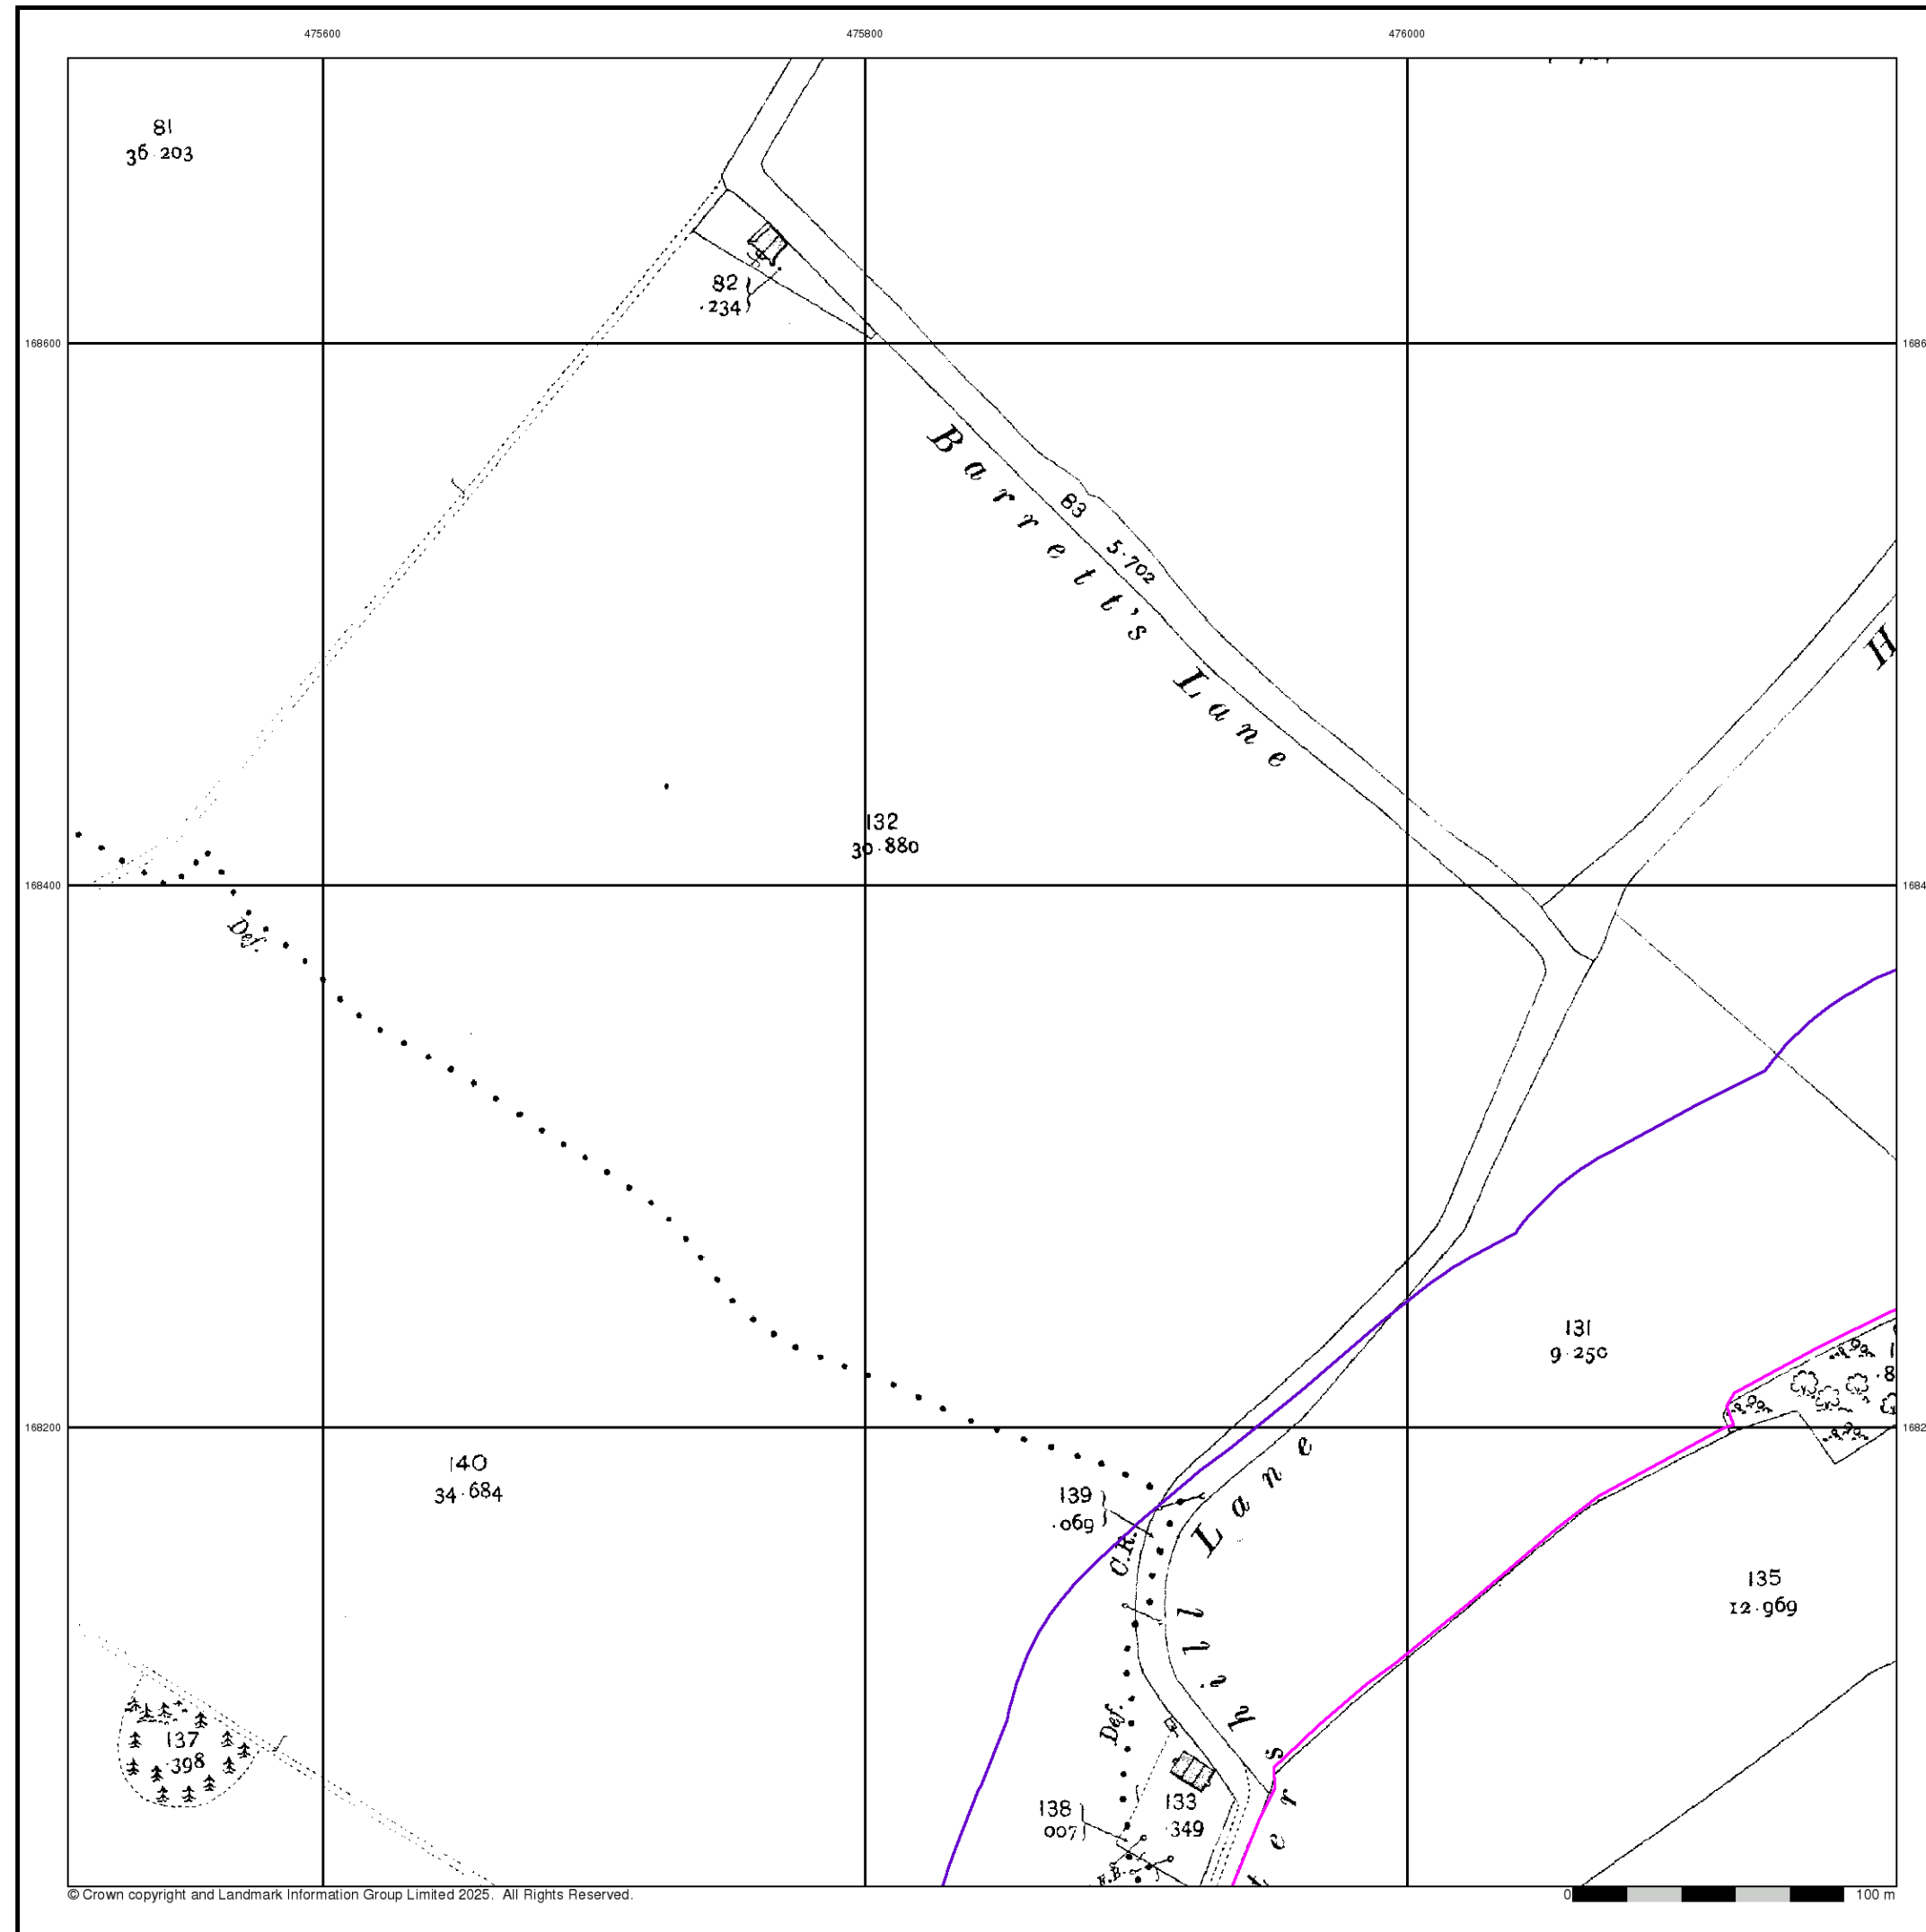 475600
475800
476000
81
36·203
82
·234
168600
Barrett's Lane
83
5·702
H
132
30·880
168400
Def.
131
9·250
168200
140
34·684
139
·069
C.R.
Lane
135
12·969
hill
137
·398
Def.
s
133
·349
138
007
F.B.
ter
© Crown copyright and Landmark Information Group Limited 2025. All Rights Reserved.
0
100 m